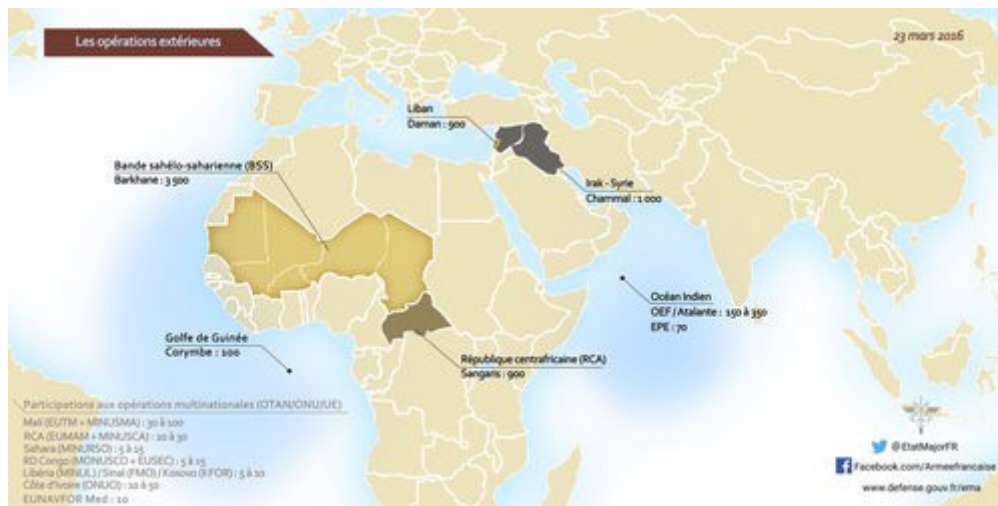 Les opérations extérieures
23 mars 2016
Liban
Daman : 900
Bande sahélo-saharienne (BSS)
Barkhane : 3 500
Irak - Syrie
Chammal : 1 000
Océan Indien
OEF / Atalante : 150 à 350
EPE : 70
Golfe de Guinée
Corymbe : 100
République centrafricaine (RCA)
Sangaris : 900
Participations aux opérations multinationales (OTAN/ONU/UE)
Mali (EUTM + MINUSMA) : 30 à 100
RCA (EUMAM + MINUSCA) : 20 à 30
Sahara (MINURSO) : 5 à 15
RD Congo (MONUSCO + EUSEC) : 5 à 15
Libéria (MINUL) / Sinaï (FMO) / Kosovo (KFOR) : 5 à 10
Côte d'Ivoire (ONUCI) : 10 à 50
EUNAVFOR Med : 10
@EtatMajorFR
Facebook.com/Armeefrancaise
www.defense.gouv.fr/ema